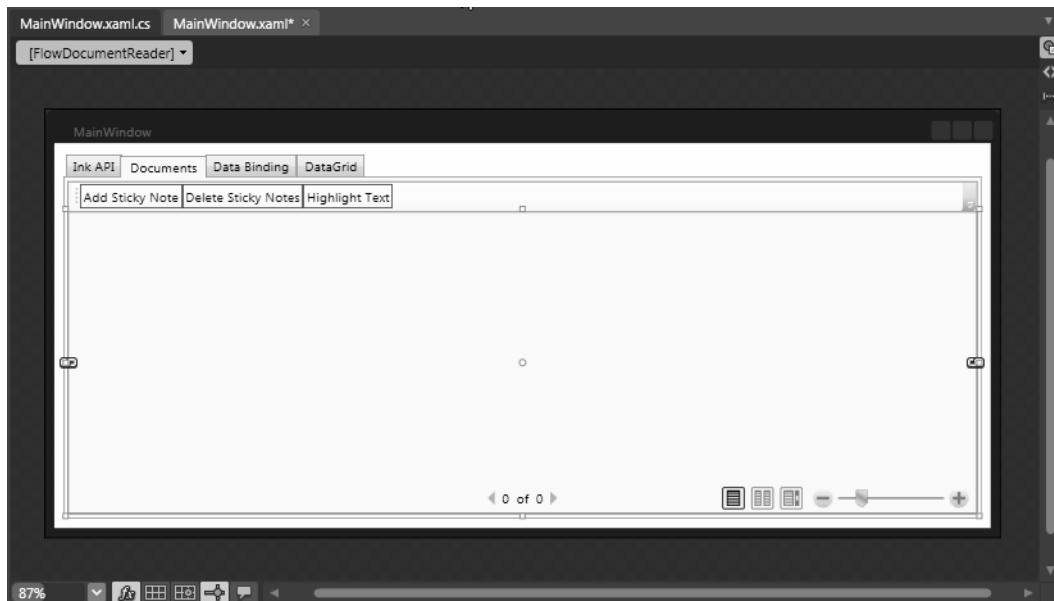 MainWindow.xaml.cs MainWindow.xaml* ×
[FlowDocumentReader]
MainWindow
Ink API Documents Data Binding DataGrid
Add Sticky Note Delete Sticky Notes Highlight Text
0 of 0
87% fx